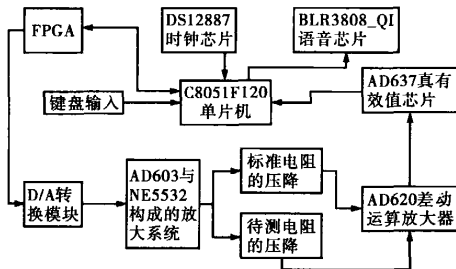 FPGA
DS12887
时钟芯片
BLR3808_QI
语音芯片
键盘输入
C8051F120
单片机
AD637真有
效值芯片
D/A转
换模块
AD603与
NE5532
构成的放
大系统
标准电阻
的压降
待测电阻
的压降
AD620差动
运算放大器